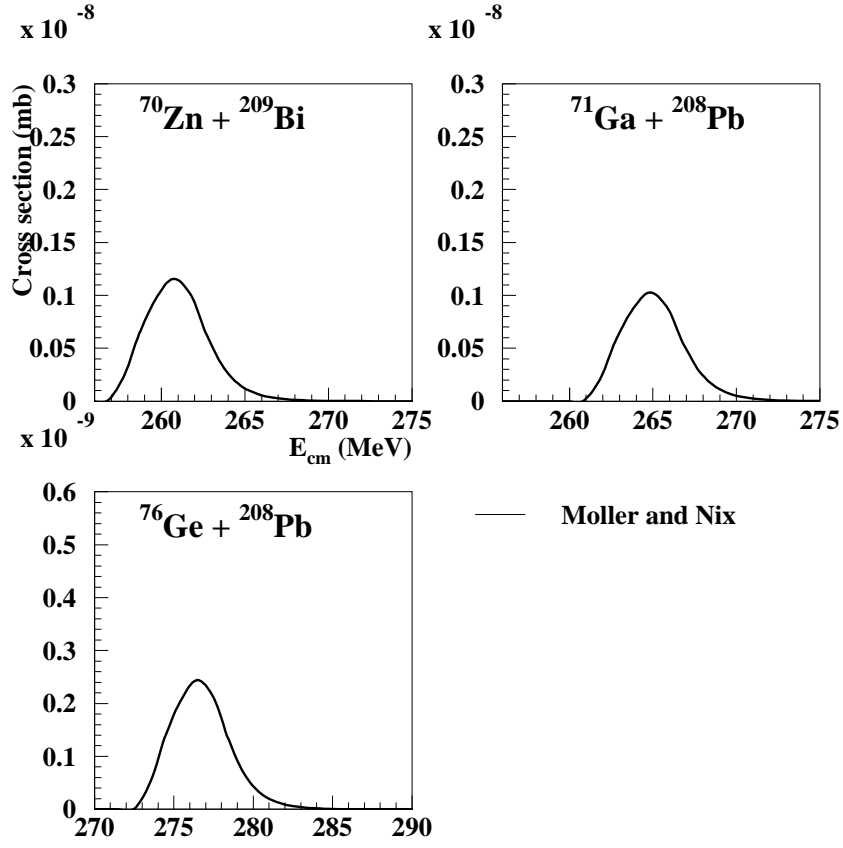 x 10 -8
x 10 -8
Cross section (mb)
0.3
0.25
0.2
0.15
0.1
0.05
0
70Zn + 209Bi
260 265 270 275
E_cm (MeV)
0.3
0.25
0.2
0.15
0.1
0.05
0
71Ga + 208Pb
260 265 270 275
x 10 -9
0.6
0.5
0.4
0.3
0.2
0.1
0
76Ge + 208Pb
270 275 280 285 290
Moller and Nix